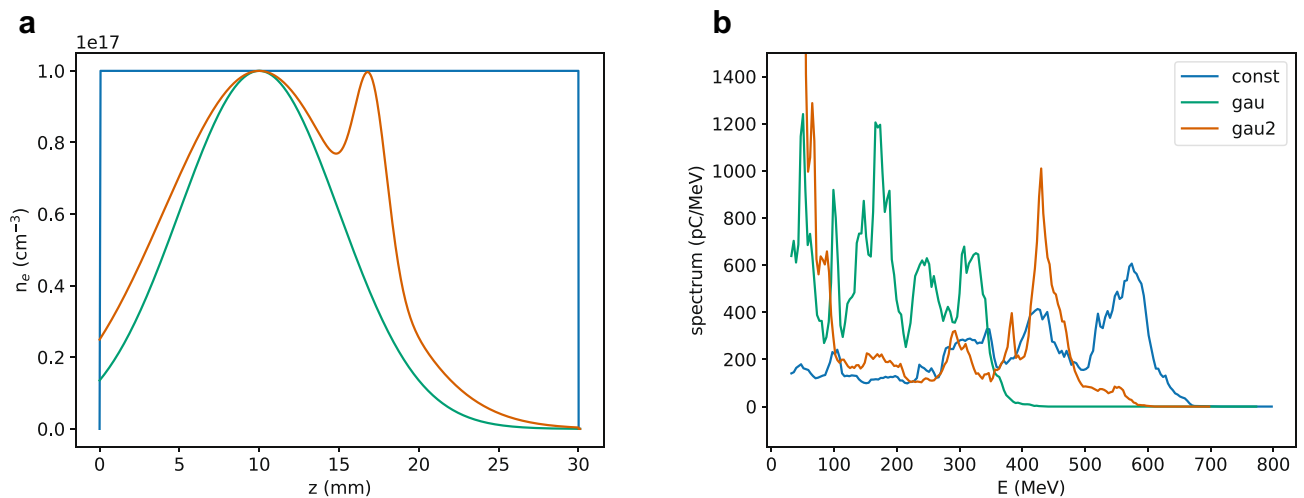 a
1e17
1.0
0.8
0.6
0.4
0.2
0.0
n_e (cm⁻³)
0 5 10 15 20 25 30
z (mm)
b
1400
1200
1000
800
600
400
200
0
spectrum (pC/MeV)
const
gau
gau2
0 100 200 300 400 500 600 700 800
E (MeV)